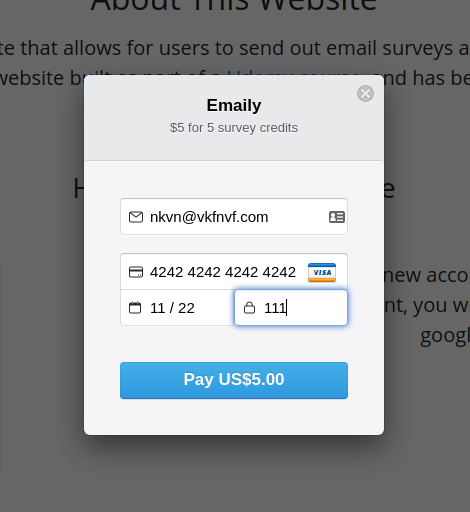 About This Website
te that allows for users to send out email surveys a
website built as part of a Udemy course, and has be
Emaily
$5 for 5 survey credits
H
e
nkvn@vkfnvf.com
4242 4242 4242 4242
VISA
new acco
11 / 22
111
nt, you w
googl
Pay US$5.00